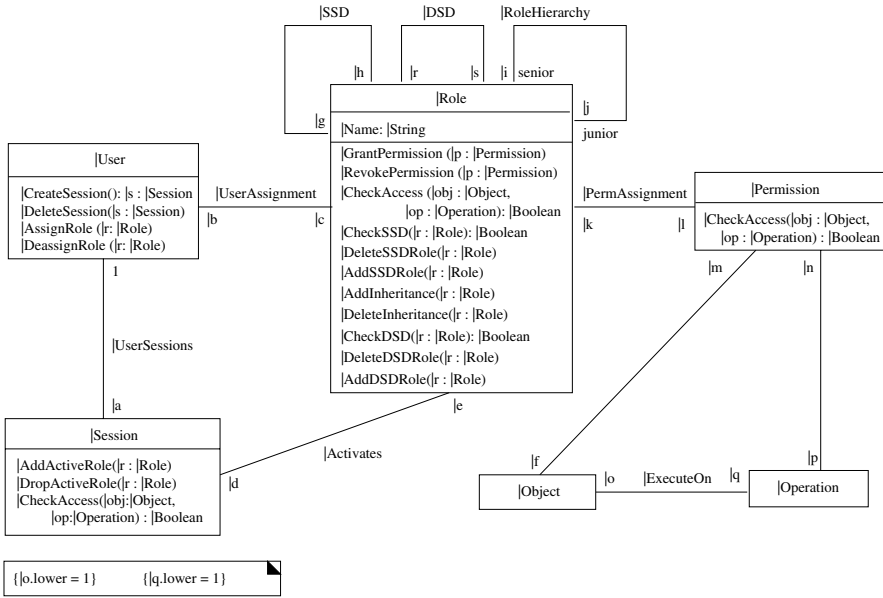 |SSD
|DSD
|RoleHierarchy
|h
|r
|s
|i
senior
|g
|j
junior
|Role
|Name: |String
|GrantPermission (|p : |Permission)
|RevokePermission (|p : |Permission)
|CheckAccess (|obj : |Object,
|op : |Operation): |Boolean
|CheckSSD(|r : |Role): |Boolean
|DeleteSSDRole(|r : |Role)
|AddSSDRole(|r : |Role)
|AddInheritance(|r : |Role)
|DeleteInheritance(|r : |Role)
|CheckDSD(|r : |Role): |Boolean
|DeleteDSDRole(|r : |Role)
|AddDSDRole(|r : |Role)
|User
|CreateSession(): |s : |Session
|DeleteSession(|s : |Session)
|AssignRole (|r: |Role)
|DeassignRole (|r: |Role)
|UserAssignment
|b
|c
|PermAssignment
|k
|l
|Permission
|CheckAccess(|obj : |Object,
|op : |Operation) : |Boolean
|m
|n
1
|UserSessions
|a
|e
|Activates
|d
|Session
|AddActiveRole(|r : |Role)
|DropActiveRole(|r : |Role)
|CheckAccess(|obj:|Object,
|op:|Operation) : |Boolean
|f
|p
|o
|ExecuteOn
|q
|Object
|Operation
{|o.lower = 1}
{|q.lower = 1}